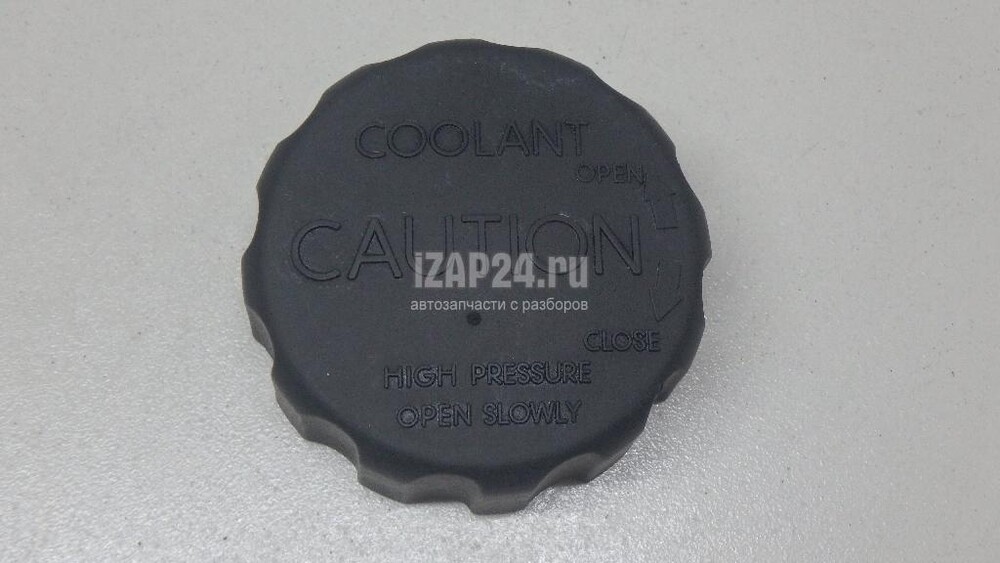 COOLANT
OPEN
CAUTION
IZAP24.ru
автозапчасти с разборов
CLOSE
HIGH PRESSURE
OPEN SLOWLY